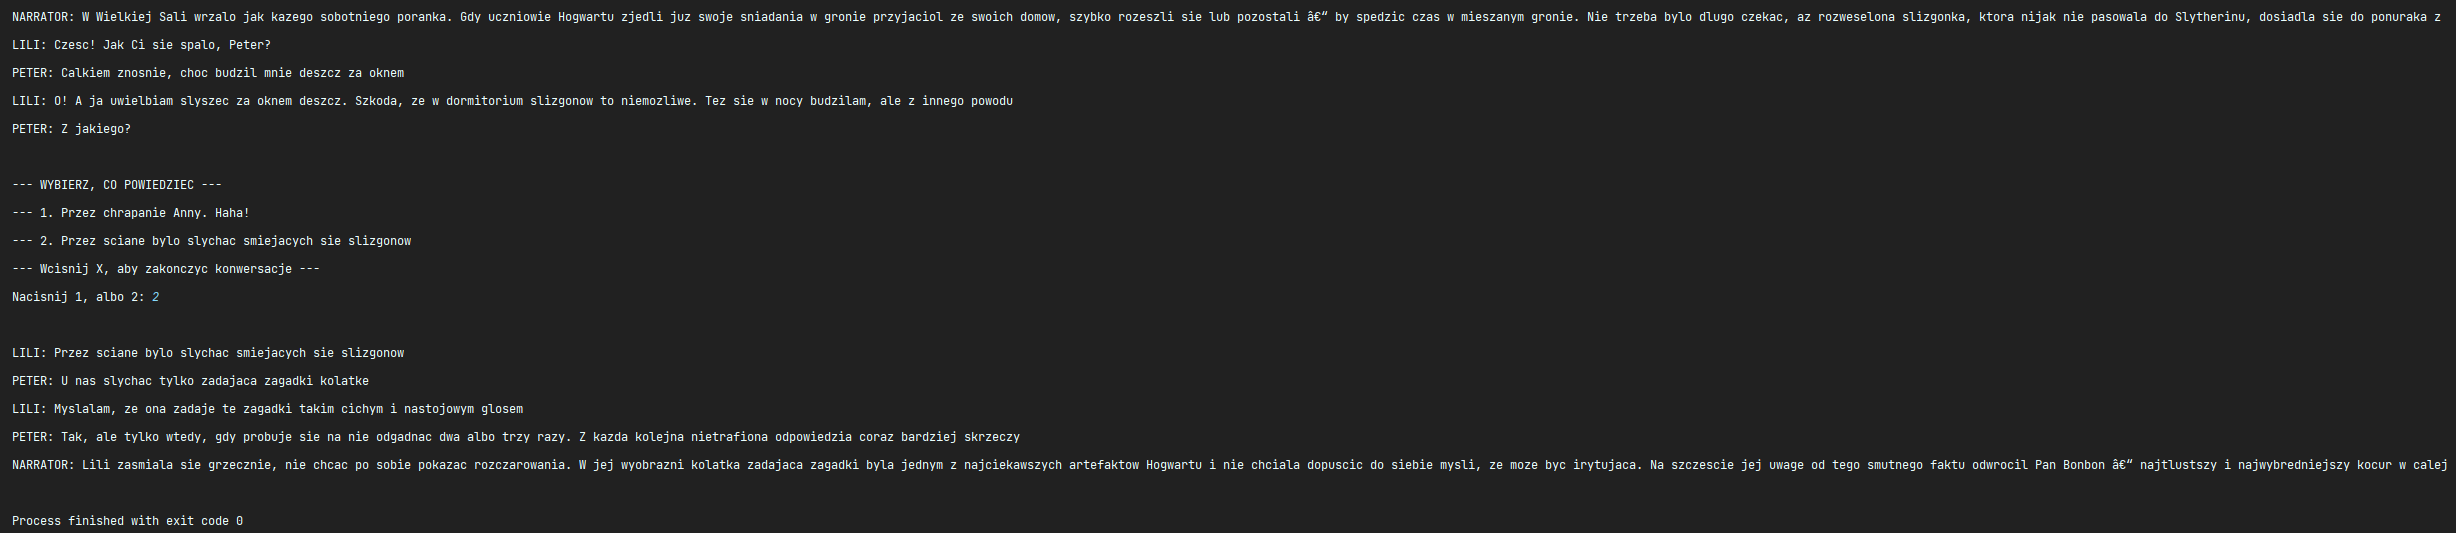 NARRATOR: W Wielkiej Sali wrzalo jak kazego sobotniego poranka. Gdy uczniowie Hogwartu zjedli juz swoje sniadania w gronie przyjaciol ze swoich domow, szybko rozeszli sie lub pozostali â€“ by spedzic czas w mieszanym gronie. Nie trzeba bylo dlugo czekac, az rozweselona slizgonka, ktora nijak nie pasowala do Slytherinu, dosiadla sie do ponuraka z
LILI: Czesc! Jak Ci sie spalo, Peter?
PETER: Calkiem znosnie, choc budzil mnie deszcz za oknem
LILI: O! A ja uwielbiam slyszec za oknem deszcz. Szkoda, ze w dormitorium slizgonow to niemozliwe. Tez sie w nocy budzilam, ale z innego powodu
PETER: Z jakiego?
--- WYBIERZ, CO POWIEDZIEC ---
--- 1. Przez chrapanie Anny. Haha!
--- 2. Przez sciane bylo slychac smiejacych sie slizgonow
--- Wcisnij X, aby zakonczyc konwersacje ---
Nacisnij 1, albo 2: 2
LILI: Przez sciane bylo slychac smiejacych sie slizgonow
PETER: U nas slychac tylko zadajaca zagadki kolatke
LILI: Myslalam, ze ona zadaje te zagadki takim cichym i nastojowym glosem
PETER: Tak, ale tylko wtedy, gdy probuje sie na nie odgadnac dwa albo trzy razy. Z kazda kolejna nietrafiona odpowiedzia coraz bardziej skrzeczy
NARRATOR: Lili zasmiala sie grzecznie, nie chcac po sobie pokazac rozczarowania. W jej wyobrazni kolatka zadajaca zagadki byla jednym z najciekawszych artefaktow Hogwartu i nie chciala dopuscic do siebie mysli, ze moze byc irytujaca. Na szczescie jej uwage od tego smutnego faktu odwrocil Pan Bonbon â€“ najtlustszy i najwybredniejszy kocur w calej
Process finished with exit code 0